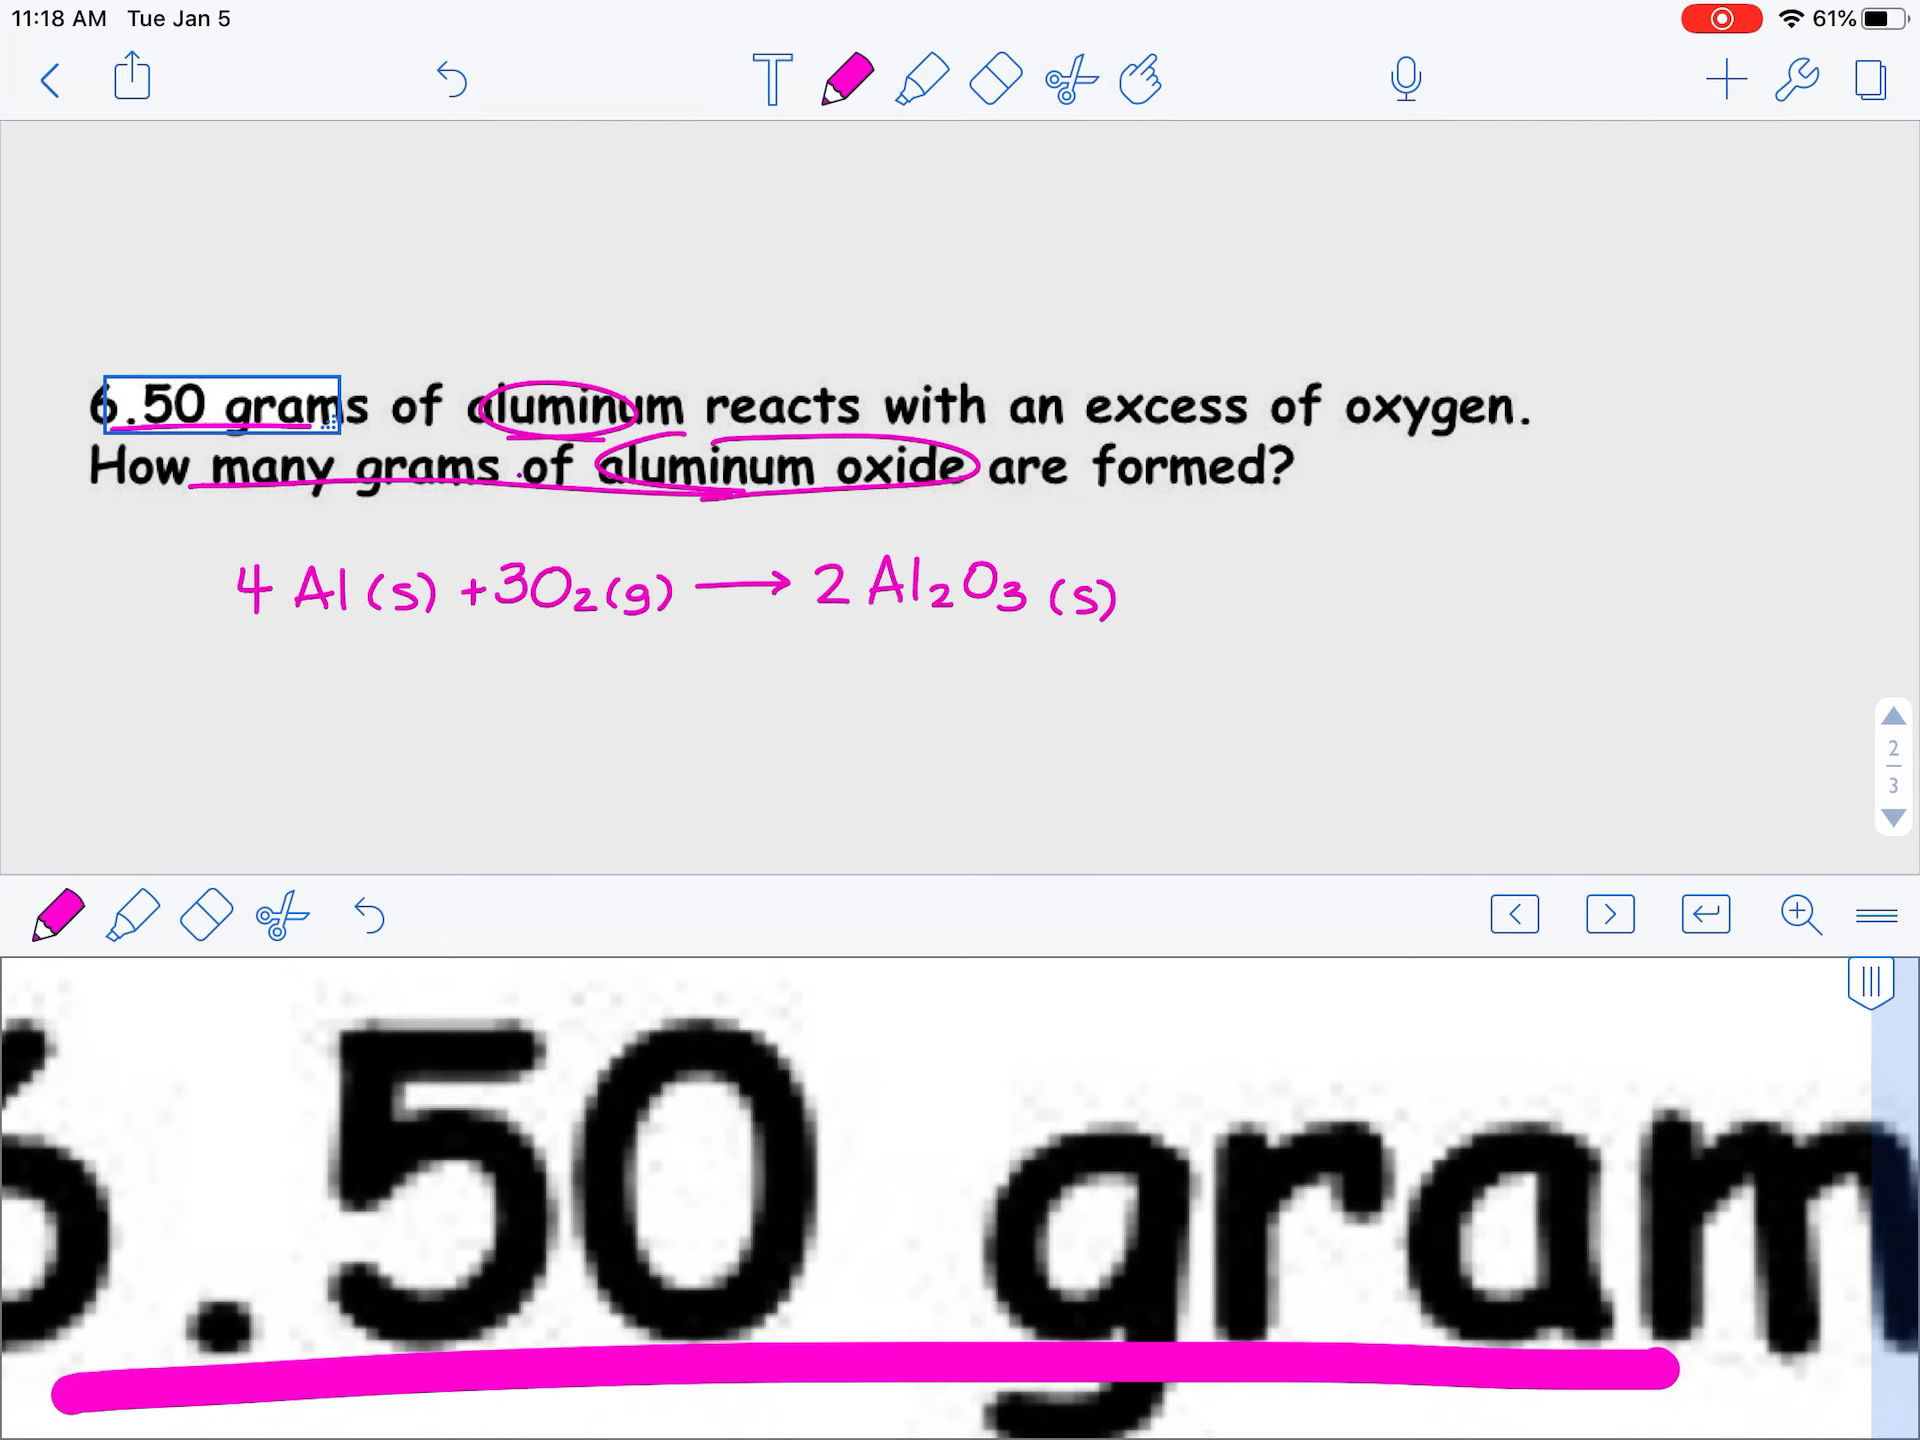 11:18 AM Tue Jan 5 61%
T
6.50 grams of aluminum reacts with an excess of oxygen.
How many grams of aluminum oxide are formed?
4 Al(s) + 3O₂(g) ⟶ 2 Al₂O₃ (s)
2
3
6.50 gram